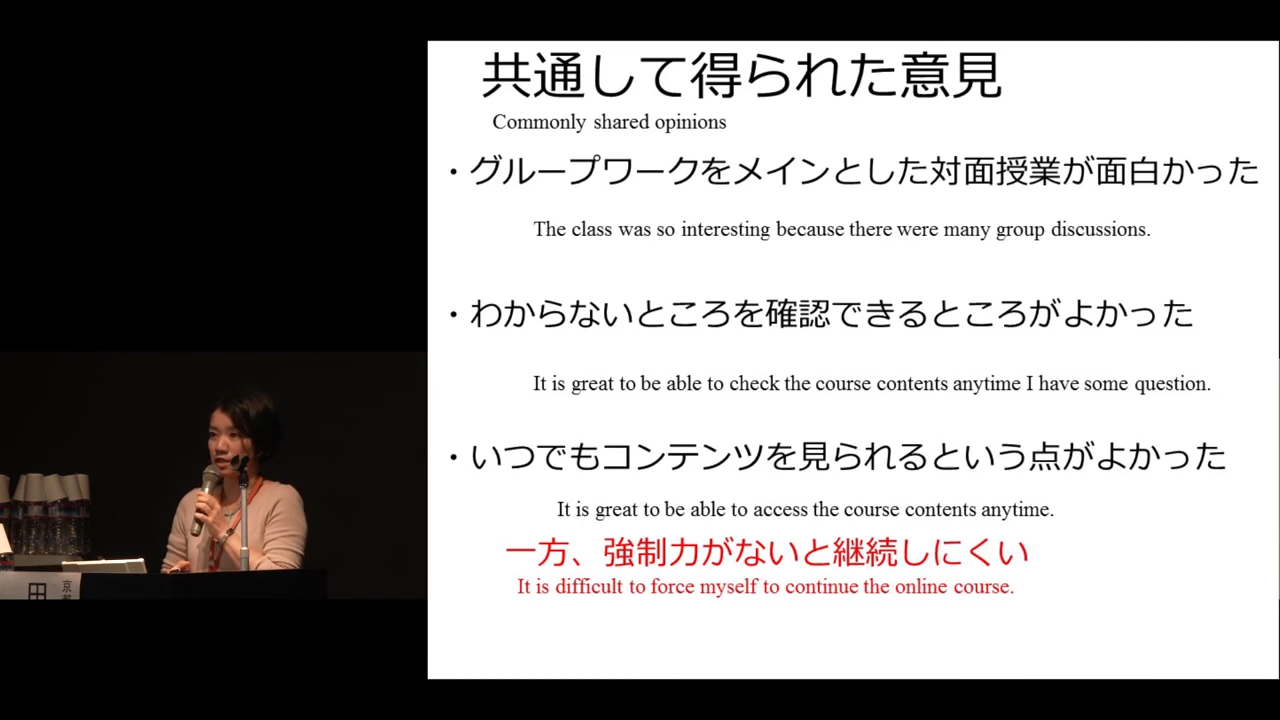 共通して得られた意見
Commonly shared opinions
・グループワークをメインとした対面授業が面白かった
The class was so interesting because there were many group discussions.
・わからないところを確認できるところがよかった
It is great to be able to check the course contents anytime I have some question.
・いつでもコンテンツを見られるという点がよかった
It is great to be able to access the course contents anytime.
一方、強制力がないと継続しにくい
It is difficult to force myself to continue the online course.
田
京都